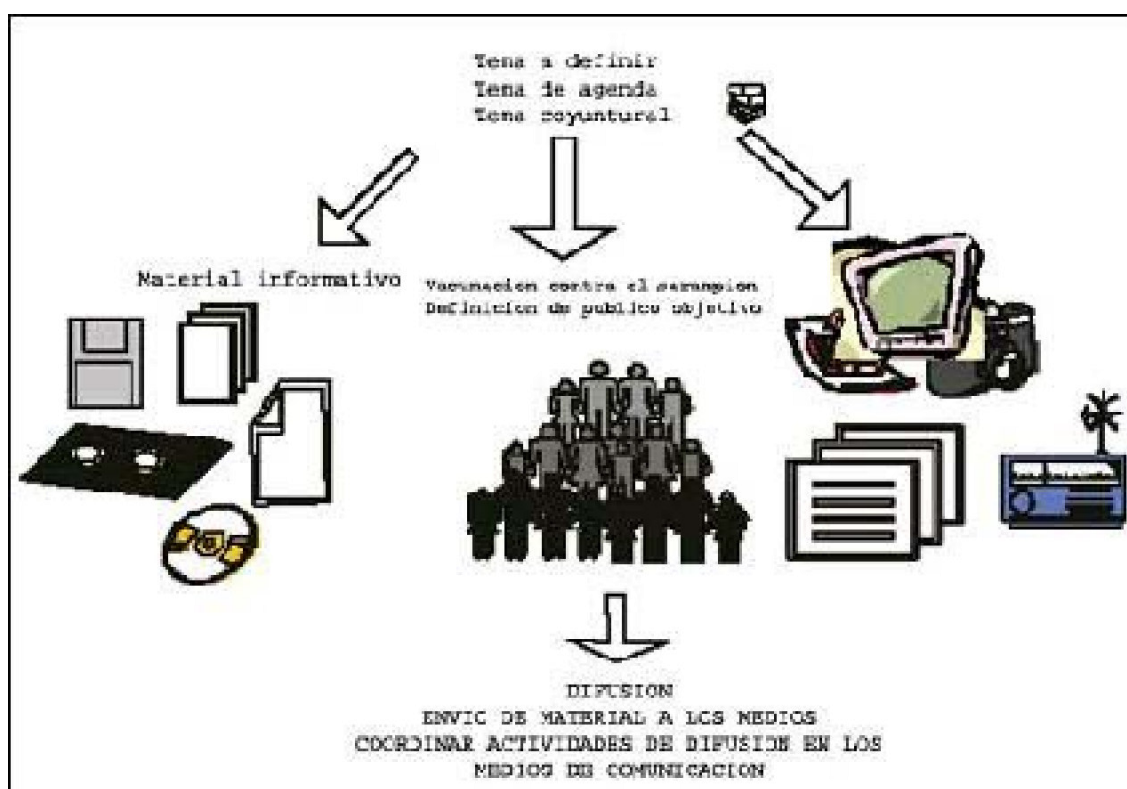 Tema a definir
Tema de agenda
Tema coyuntural
Material informativo
Vacunacion contra el sarampion
Definicion de publico objetivo
DIFUSION
ENVIO DE MATERIAL A LOS MEDIOS
COORDINAR ACTIVIDADES DE DIFUSION EN LOS
MEDIOS DE COMUNICACION